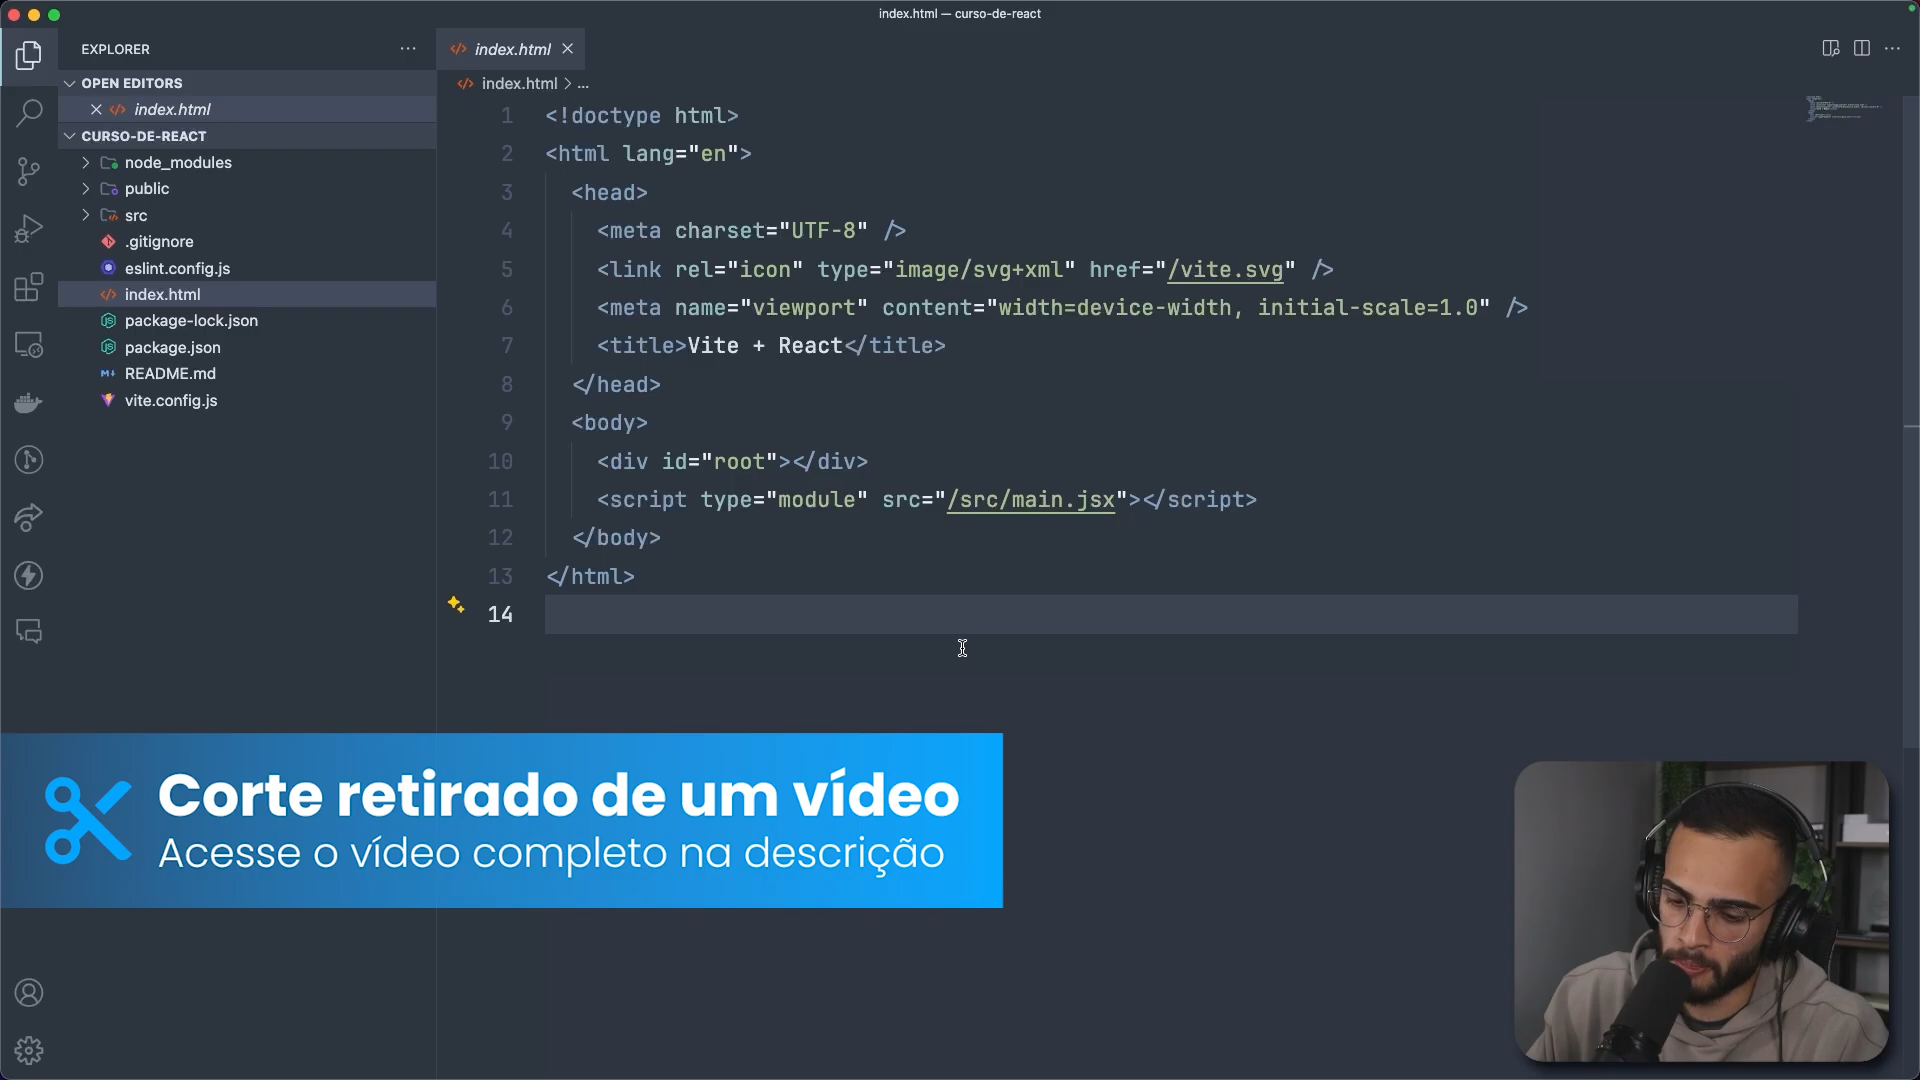 index.html — curso-de-react
EXPLORER
OPEN EDITORS
index.html
CURSO-DE-REACT
node_modules
public
src
.gitignore
eslint.config.js
index.html
package-lock.json
package.json
README.md
vite.config.js
index.html
index.html > ...
1 <!doctype html>
2 <html lang="en">
3 <head>
4 <meta charset="UTF-8" />
5 <link rel="icon" type="image/svg+xml" href="/vite.svg" />
6 <meta name="viewport" content="width=device-width, initial-scale=1.0" />
7 <title>Vite + React</title>
8 </head>
9 <body>
10 <div id="root"></div>
11 <script type="module" src="/src/main.jsx"></script>
12 </body>
13 </html>
14
Corte retirado de um vídeo
Acesse o vídeo completo na descrição